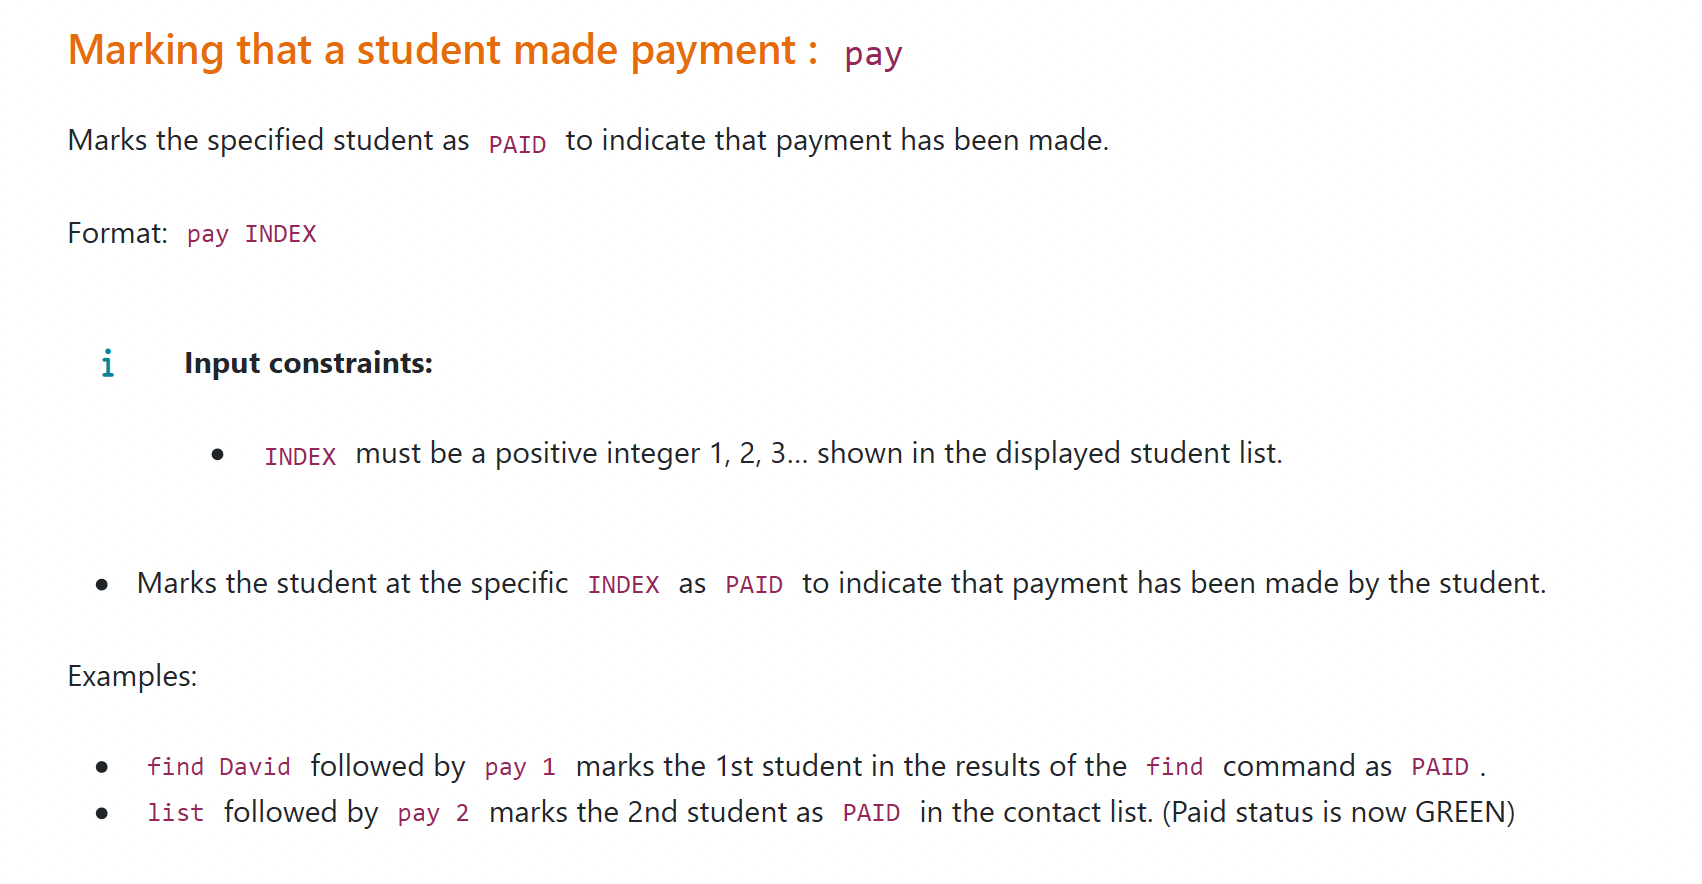 Marking that a student made payment : pay
Marks the specified student as PAID to indicate that payment has been made.
Format: pay INDEX
i Input constraints:
● INDEX must be a positive integer 1, 2, 3… shown in the displayed student list.
● Marks the student at the specific INDEX as PAID to indicate that payment has been made by the student.
Examples:
● find David followed by pay 1 marks the 1st student in the results of the find command as PAID .
● list followed by pay 2 marks the 2nd student as PAID in the contact list. (Paid status is now GREEN)